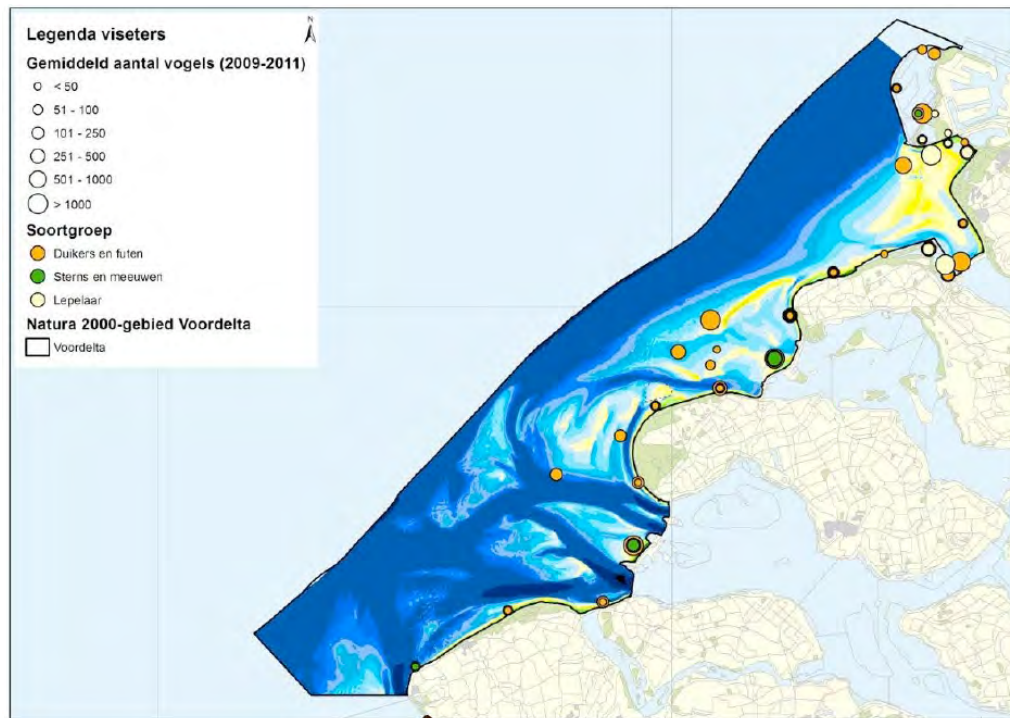 Legenda viseters
N
Gemiddeld aantal vogels (2009-2011)
< 50
51 - 100
101 - 250
251 - 500
501 - 1000
> 1000
Soortgroep
Duikers en futen
Sterns en meeuwen
Lepelaar
Natura 2000-gebied Voordelta
Voordelta